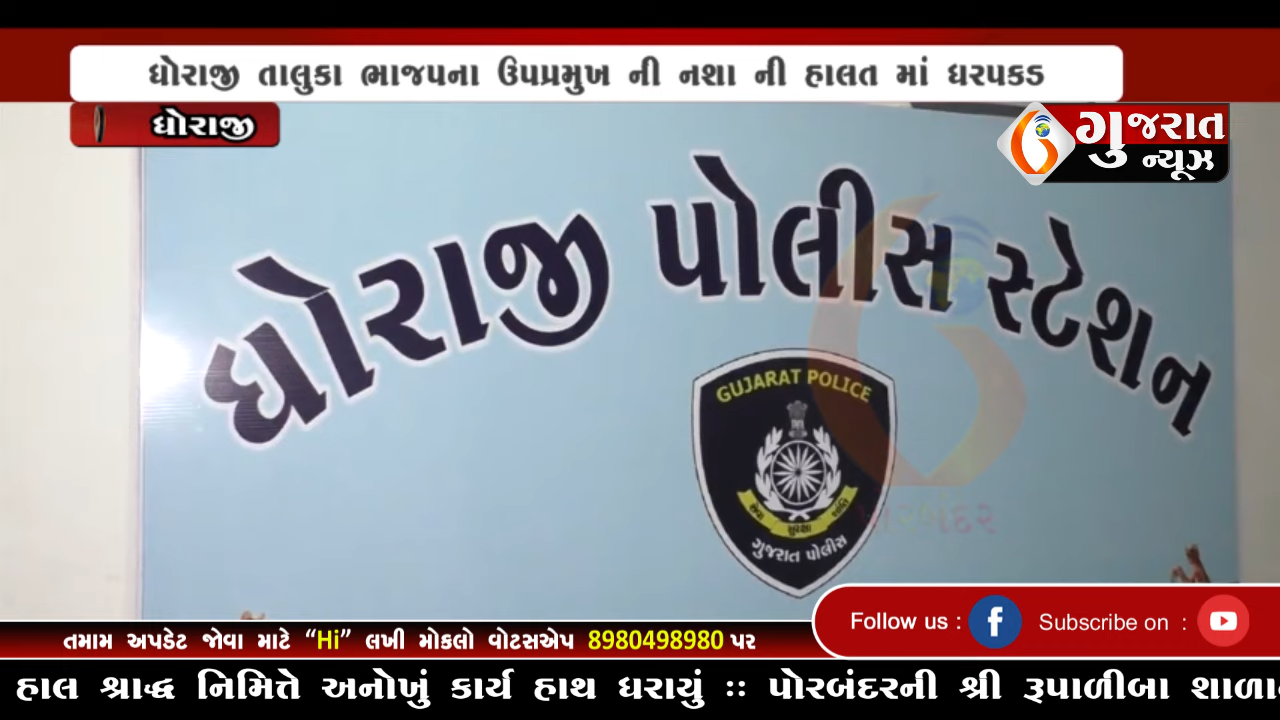 ધોરાજી તાલુકા ભાજપના ઉપપ્રમુખ ની નશા ની હાલત માં ધરપકડ
ધોરાજી
ગુજરાત
ન્યૂઝ
ધોરાજી પોલીસ સ્ટેશન
GUJARAT POLICE
સેવા સુરક્ષા શાંતિ
ગુજરાત પોલીસ
Follow us :
Subscribe on :
તમામ અપડેટ જોવા માટે “Hi” લખી મોકલો વોટસએપ 8980498980 પર
હાલ શ્રાદ્ધ નિમિત્તે અનોખું કાર્ય હાથ ધરાયું :: પોરબંદરની શ્રી રૂપાળીબા